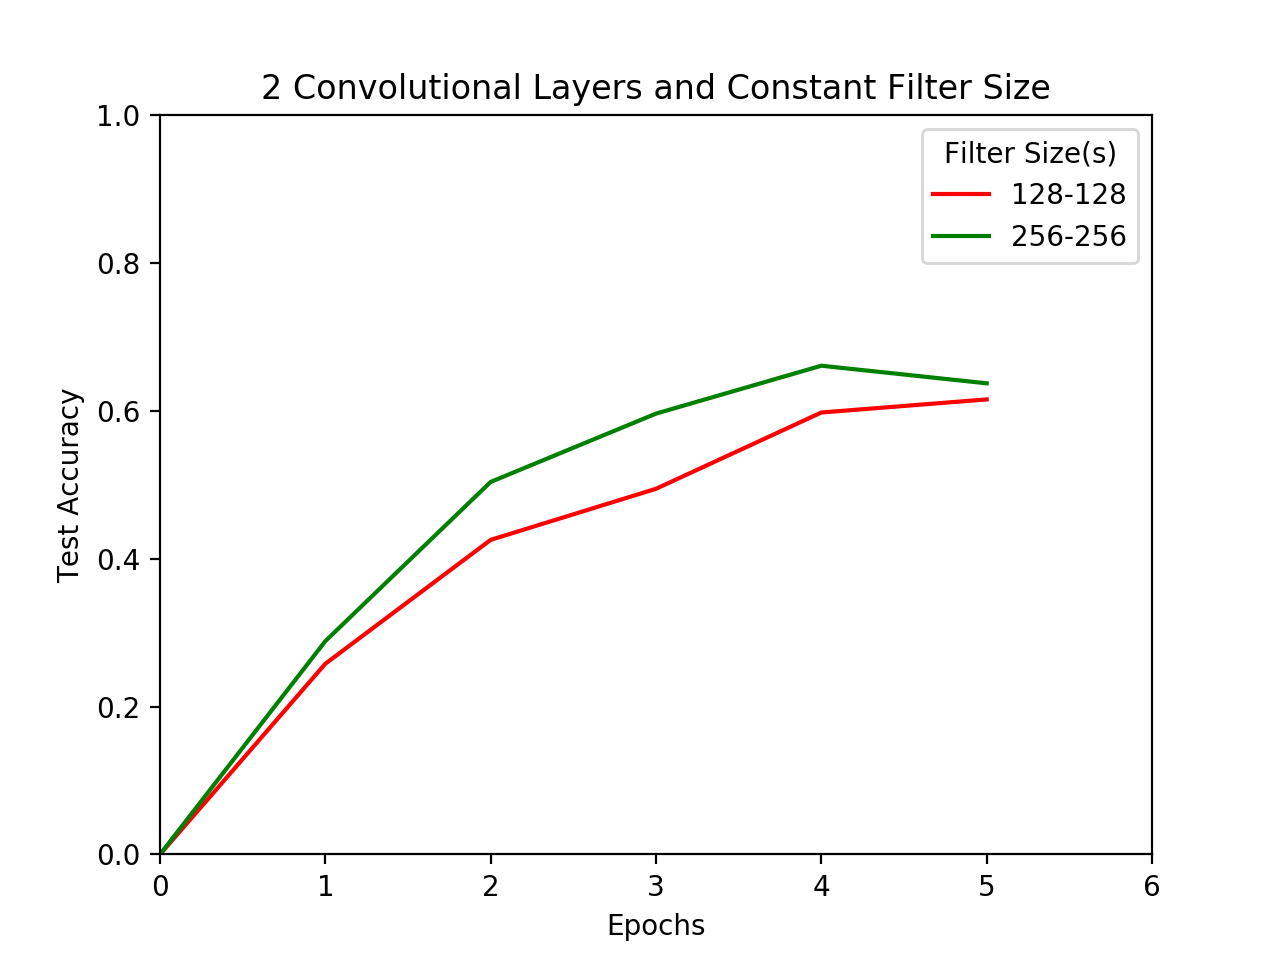 2 Convolutional Layers and Constant Filter Size
1.0
0.8
0.6
0.4
0.2
0.0
Test Accuracy
Filter Size(s)
128-128
256-256
0 1 2 3 4 5 6
Epochs